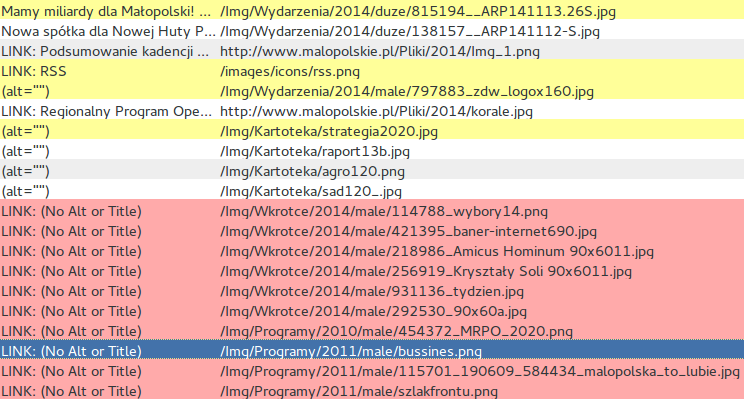 Mamy miliardy dla Małopolski! ... /Img/Wydarzenia/2014/duze/815194__ARP141113.26S.jpg
Nowa spółka dla Nowej Huty P... /Img/Wydarzenia/2014/duze/138157__ARP141112-S.jpg
LINK: Podsumowanie kadencji ... http://www.malopolskie.pl/Pliki/2014/Img_1.png
LINK: RSS /images/icons/rss.png
(alt="") /Img/Wydarzenia/2014/male/797883_zdw_logox160.jpg
LINK: Regionalny Program Ope... http://www.malopolskie.pl/Pliki/2014/korale.jpg
(alt="") /Img/Kartoteka/strategia2020.jpg
(alt="") /Img/Kartoteka/raport13b.jpg
(alt="") /Img/Kartoteka/agro120.png
(alt="") /Img/Kartoteka/sad120_.jpg
LINK: (No Alt or Title) /Img/Wkrotce/2014/male/114788_wybory14.png
LINK: (No Alt or Title) /Img/Wkrotce/2014/male/421395_baner-internet690.jpg
LINK: (No Alt or Title) /Img/Wkrotce/2014/male/218986_Amicus Hominum 90x6011.jpg
LINK: (No Alt or Title) /Img/Wkrotce/2014/male/256919_Kryształy Soli 90x6011.jpg
LINK: (No Alt or Title) /Img/Wkrotce/2014/male/931136_tydzien.jpg
LINK: (No Alt or Title) /Img/Wkrotce/2014/male/292530_90x60a.jpg
LINK: (No Alt or Title) /Img/Programy/2010/male/454372_MRPO_2020.png
LINK: (No Alt or Title) /Img/Programy/2011/male/bussines.png
LINK: (No Alt or Title) /Img/Programy/2011/male/115701_190609_584434_malopolska_to_lubie.jpg
LINK: (No Alt or Title) /Img/Programy/2011/male/szlakfrontu.png